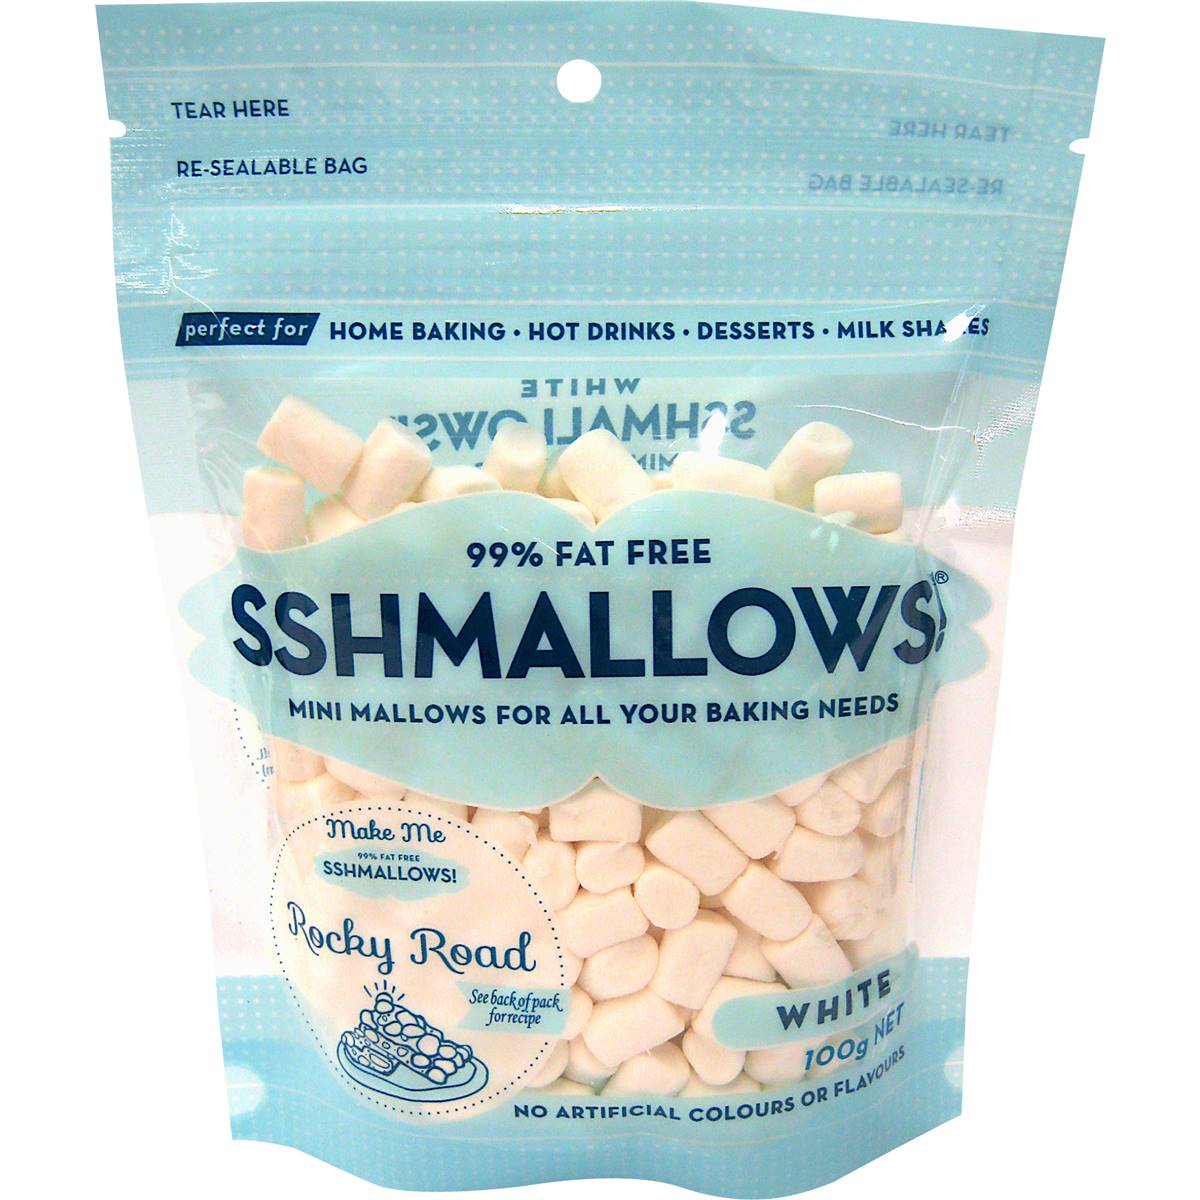 TEAR HERE
TEAR HERE
RE-SEALABLE BAG
RE-SEALABLE BAG
perfect for HOME BAKING • HOT DRINKS • DESSERTS • MILK SHAKES
WHITE
SSHMALLOWS!
MINI
99% FAT FREE
SSHMALLOWS!®
MINI MALLOWS FOR ALL YOUR BAKING NEEDS
Make Me
99% FAT FREE
SSHMALLOWS!
Rocky Road
See back of pack
for recipe
WHITE
100g NET
NO ARTIFICIAL COLOURS OR FLAVOURS